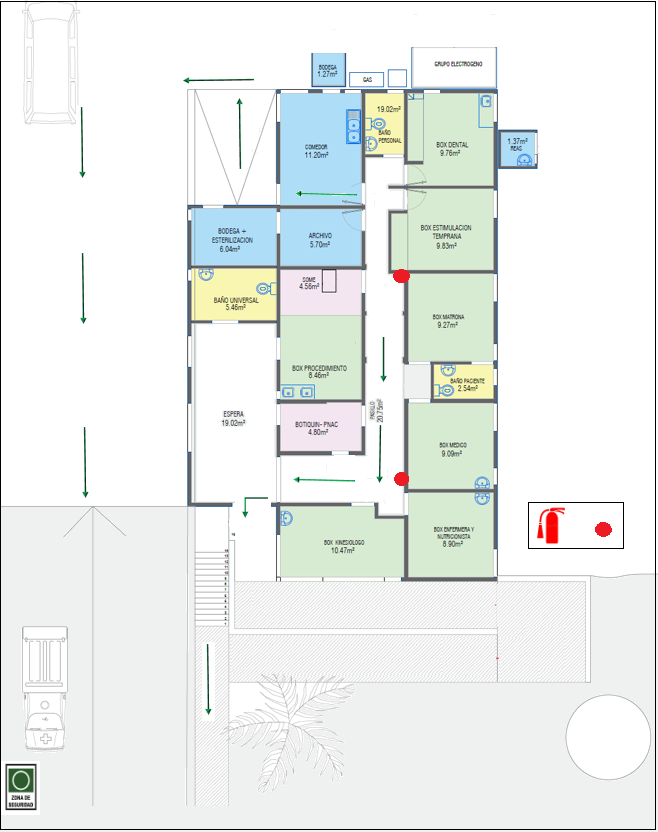 GRUPO ELECTROGENO
BODEGA
1.27m²
GAS
19.02m²
BAÑO
PERSONAL
BOX DENTAL
9.76m²
1.37m²
REAS
COMEDOR
11.20m²
BODEGA +
ESTERILIZACION
6.04m²
ARCHIVO
5.70m²
BOX ESTIMULACION
TEMPRANA
9.83m²
SOME
4.56m²
BAÑO UNIVERSAL
5.46m²
BOX MATRONA
9.27m²
BOX PROCEDIMIENTO
8.46m²
BAÑO PACIENTE
2.54m²
ESPERA
19.02m²
PASILLO
20.75m²
BOTIQUIN- PNAC
4.80m²
BOX MEDICO
9.09m²
BOX KINESIOLOGO
10.47m²
BOX ENFERMERA Y
NUTRICIONISTA
8.90m²
ZONA DE
SEGURIDAD